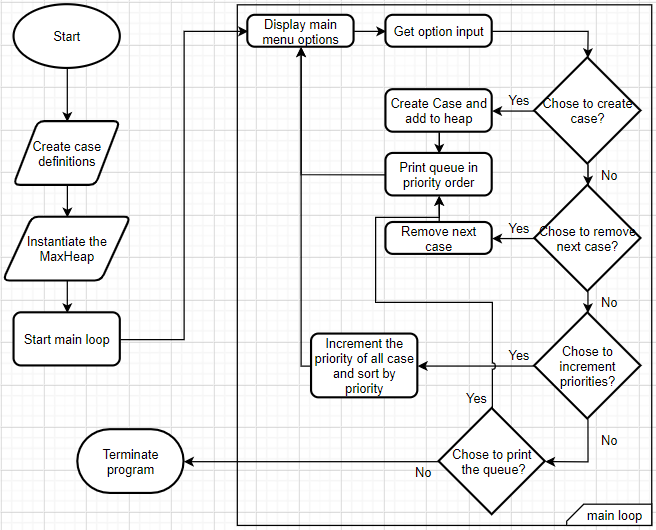 Start
Create case
definitions
Instantiate the
MaxHeap
Start main loop
Display main
menu options
Get option input
Chose to create
case?
Yes
No
Create Case and
add to heap
Print queue in
priority order
Chose to remove
next case?
Yes
No
Remove next
case
Chose to
increment
priorities?
Yes
No
Increment the
priority of all case
and sort by
priority
Chose to print
the queue?
Yes
No
Terminate
program
main loop